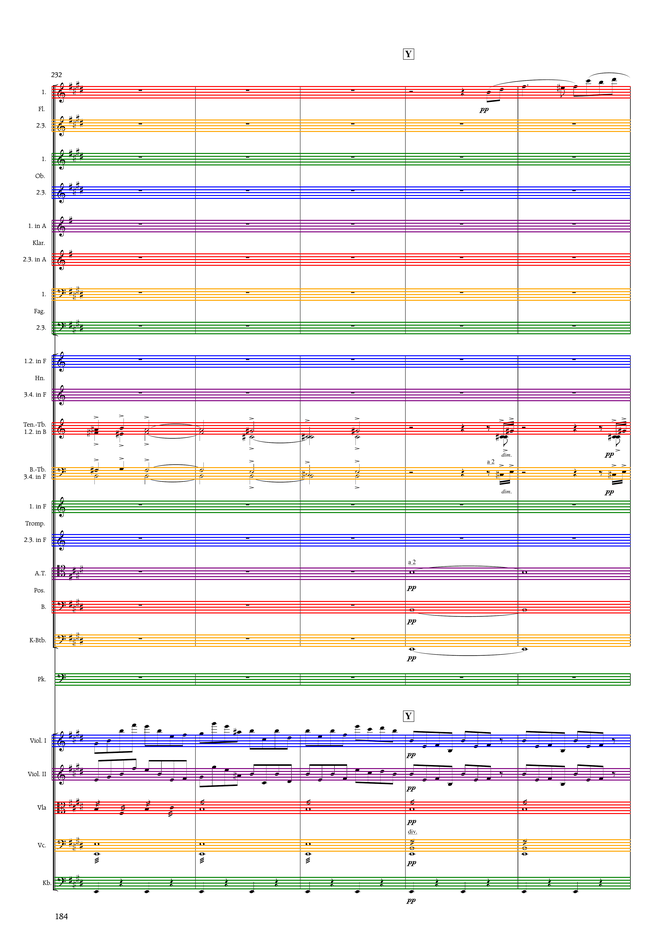 Y
232
1.
Fl.
2.3.
pp
1.
Ob.
2.3.
1. in A
Klar.
2.3. in A
1.
Fag.
2.3.
1.2. in F
Hn.
3.4. in F
Ten.-Tb.
1.2. in B
dim.
pp
B.-Tb.
3.4. in F
a 2
dim.
pp
1. in F
Tromp.
2.3. in F
a 2
A.T.
pp
Pos.
B.
pp
K-Btb.
pp
Pk.
Y
Viol. I
pp
Viol. II
pp
Vla
pp
div.
Vc.
pp
Kb.
pp
184